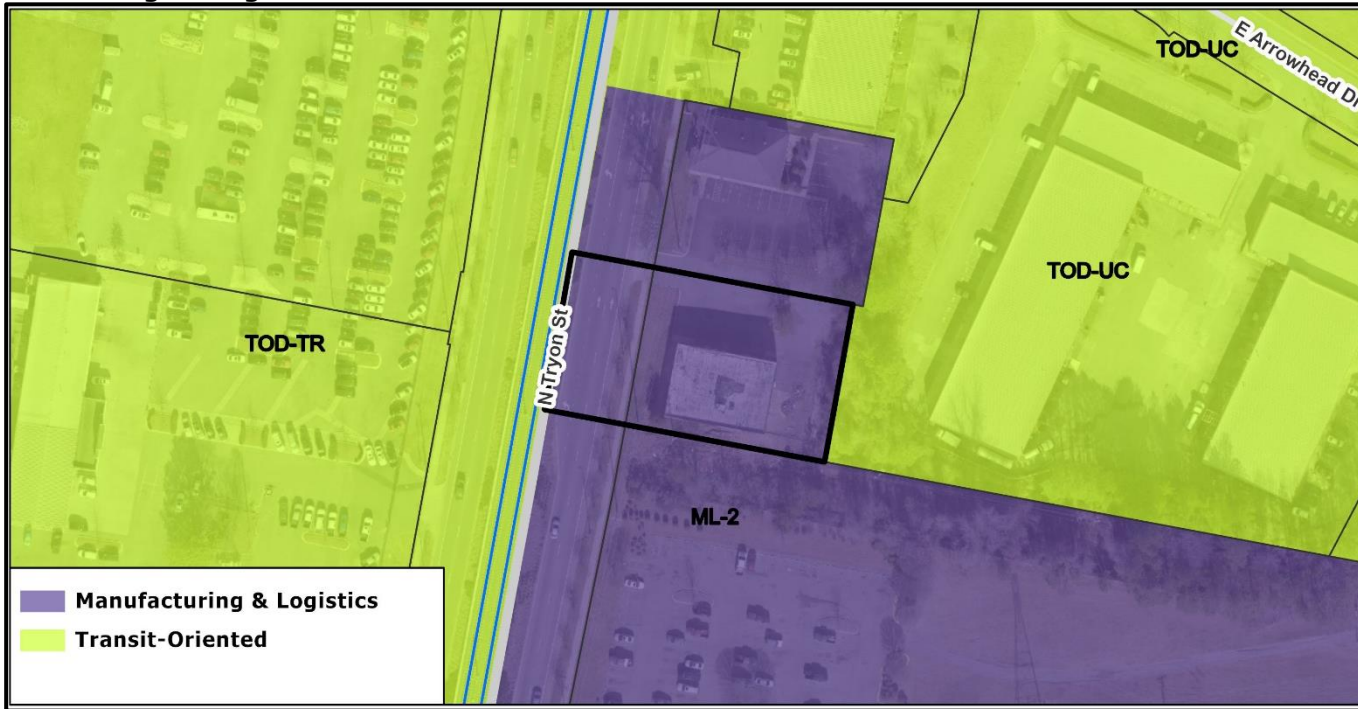 TOD-UC
E Arrowhead Dr
TOD-UC
TOD-TR
N Tryon St
ML-2
Manufacturing & Logistics
Transit-Oriented